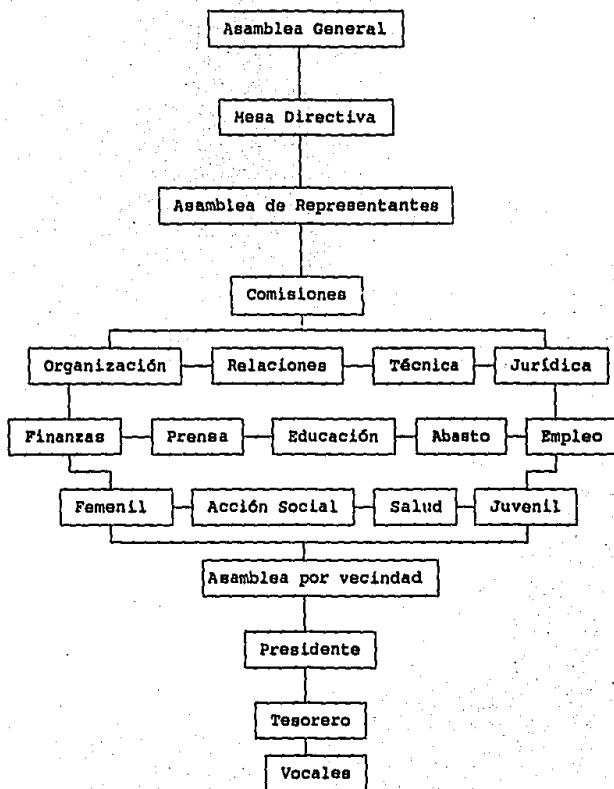 Asamblea General
Mesa Directiva
Asamblea de Representantes
Comisiones
Organización Relaciones Técnica Jurídica
Finanzas Prensa Educación Abasto Empleo
Femenil Acción Social Salud Juvenil
Asamblea por vecindad
Presidente
Tesorero
Vocales